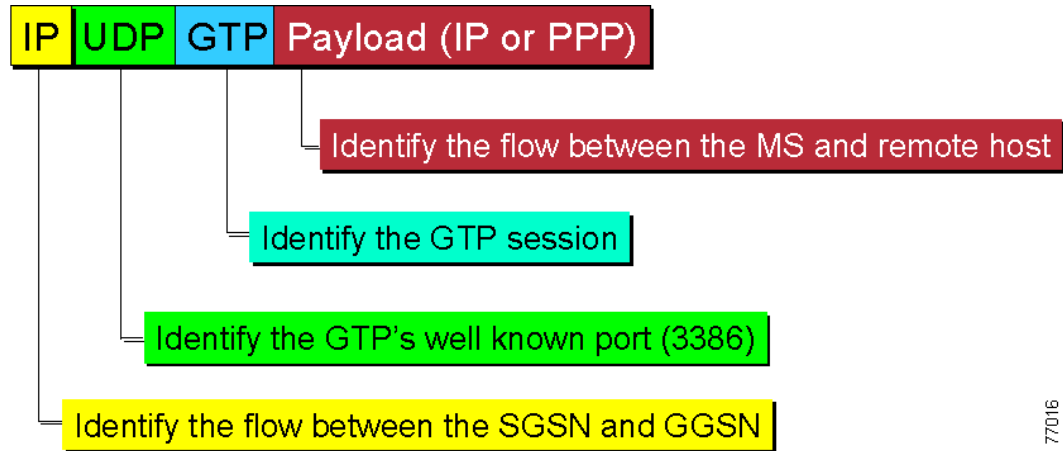 IP UDP GTP Payload (IP or PPP)
Identify the flow between the MS and remote host
Identify the GTP session
Identify the GTP's well known port (3386)
Identify the flow between the SGSN and GGSN
77016